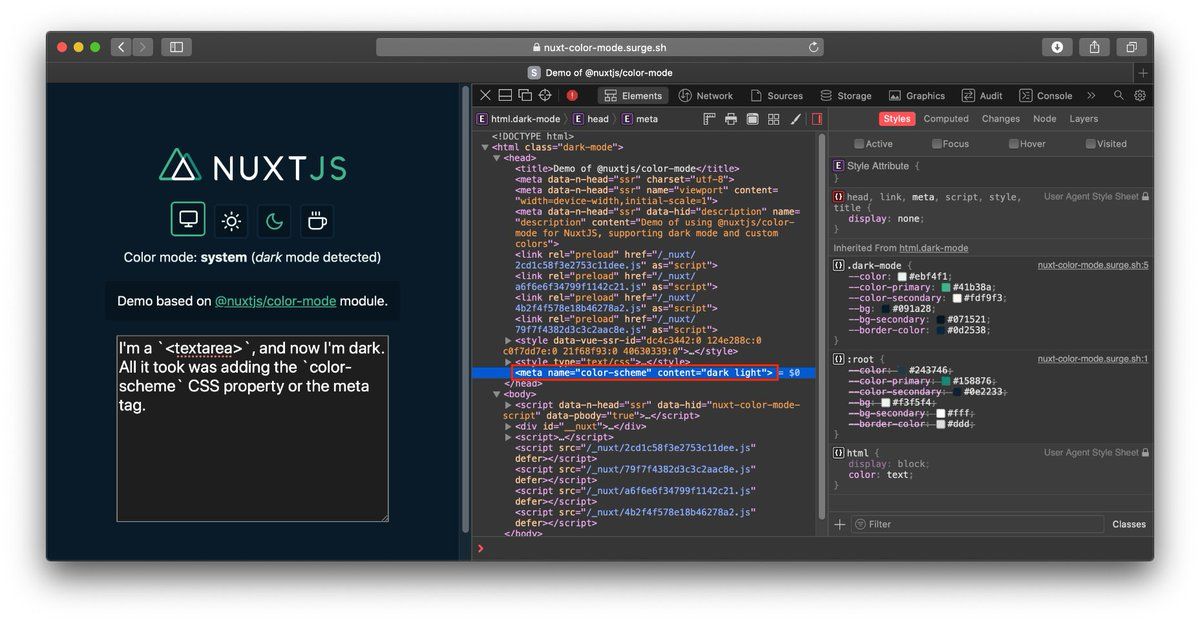 nuxt-color-mode.surge.sh
S Demo of @nuxtjs/color-mode
NUXTJS
Color mode: system (dark mode detected)
Demo based on @nuxtjs/color-mode module.
I'm a `<textarea>`, and now I'm dark.
All it took was adding the `color-
scheme` CSS property or the meta
tag.
Elements Network Sources Storage Graphics Audit Console
E html.dark-mode E head E meta
<!DOCTYPE html>
<html class="dark-mode">
<head>
<title>Demo of @nuxtjs/color-mode</title>
<meta data-n-head="ssr" charset="utf-8">
<meta data-n-head="ssr" name="viewport" content=
"width=device-width,initial-scale=1">
<meta data-n-head="ssr" data-hid="description" name=
"description" content="Demo of using @nuxtjs/color-
mode for NuxtJS, supporting dark mode and custom
colors">
<link rel="preload" href="/_nuxt/
2cd1c58f3e2753c11dee.js" as="script">
<link rel="preload" href="/_nuxt/
a6f6e6f34799f1142c21.js" as="script">
<link rel="preload" href="/_nuxt/
4b2f4f578e18b46278a2.js" as="script">
<link rel="preload" href="/_nuxt/
79f7f4382d3c3c2aac8e.js" as="script">
<style data-vue-ssr-id="dc4c3442:0 124e288c:0
c0f7dd7e:0 21f68f93:0 40630339:0">…</style>
<style type="text/css">…</style>
<meta name="color-scheme" content="dark light"> = $0
</head>
<body>
<script data-n-head="ssr" data-hid="nuxt-color-mode-
script" data-pbody="true">…</script>
<div id="__nuxt">…</div>
<script>…</script>
<script src="/_nuxt/2cd1c58f3e2753c11dee.js"
defer></script>
<script src="/_nuxt/79f7f4382d3c3c2aac8e.js"
defer></script>
<script src="/_nuxt/a6f6e6f34799f1142c21.js"
defer></script>
<script src="/_nuxt/4b2f4f578e18b46278a2.js"
defer></script>
</body>
Styles Computed Changes Node Layers
Active Focus Hover Visited
E Style Attribute {
}
head, link, meta, script, style, User Agent Style Sheet
title {
display: none;
}
Inherited From html.dark-mode
.dark-mode { nuxt-color-mode.surge.sh:5
--color: #ebf4f1;
--color-primary: #41b38a;
--color-secondary: #fdf9f3;
--bg: #091a28;
--bg-secondary: #071521;
--border-color: #0d2538;
}
:root { nuxt-color-mode.surge.sh:1
--color: #243746;
--color-primary: #158876;
--color-secondary: #0e2233;
--bg: #f3f5f4;
--bg-secondary: #fff;
--border-color: #ddd;
}
html { User Agent Style Sheet
display: block;
color: text;
}
Filter Classes